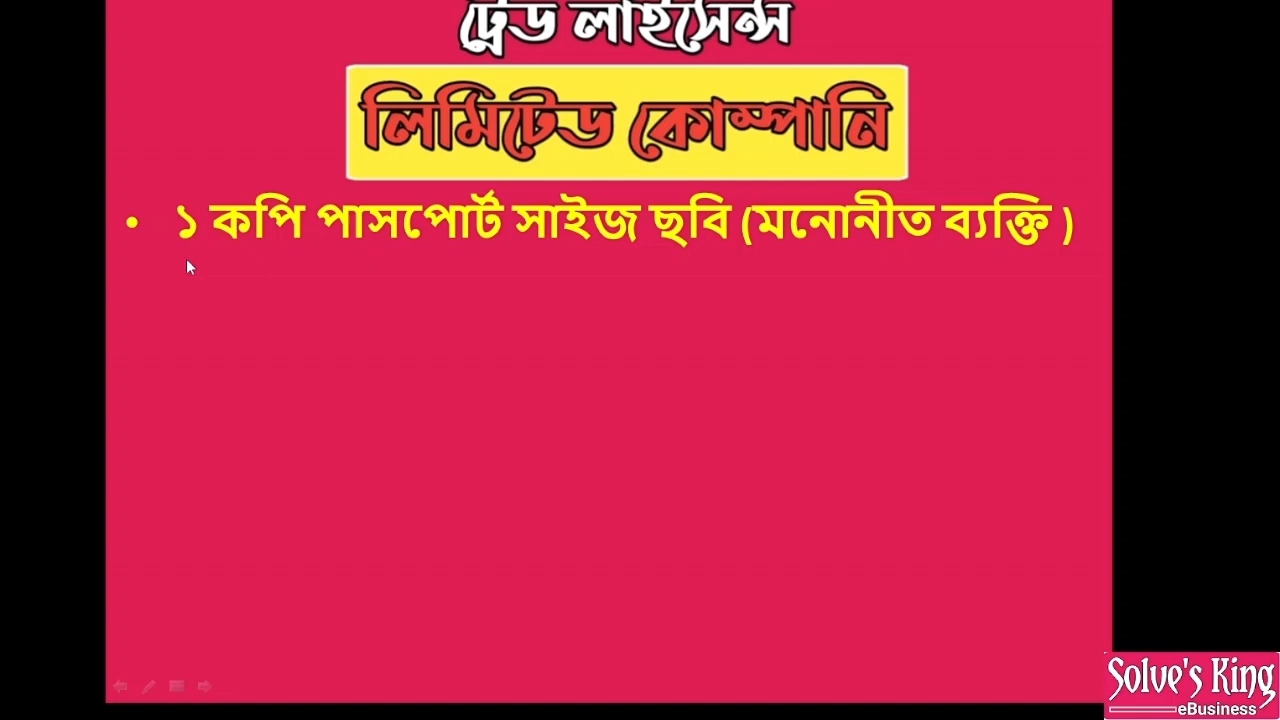 ট্রেড লাইসেন্স
লিমিটেড কোম্পানি
• ১ কপি পাসপোর্ট সাইজ ছবি (মনোনীত ব্যক্তি )
Solve's King
eBusiness